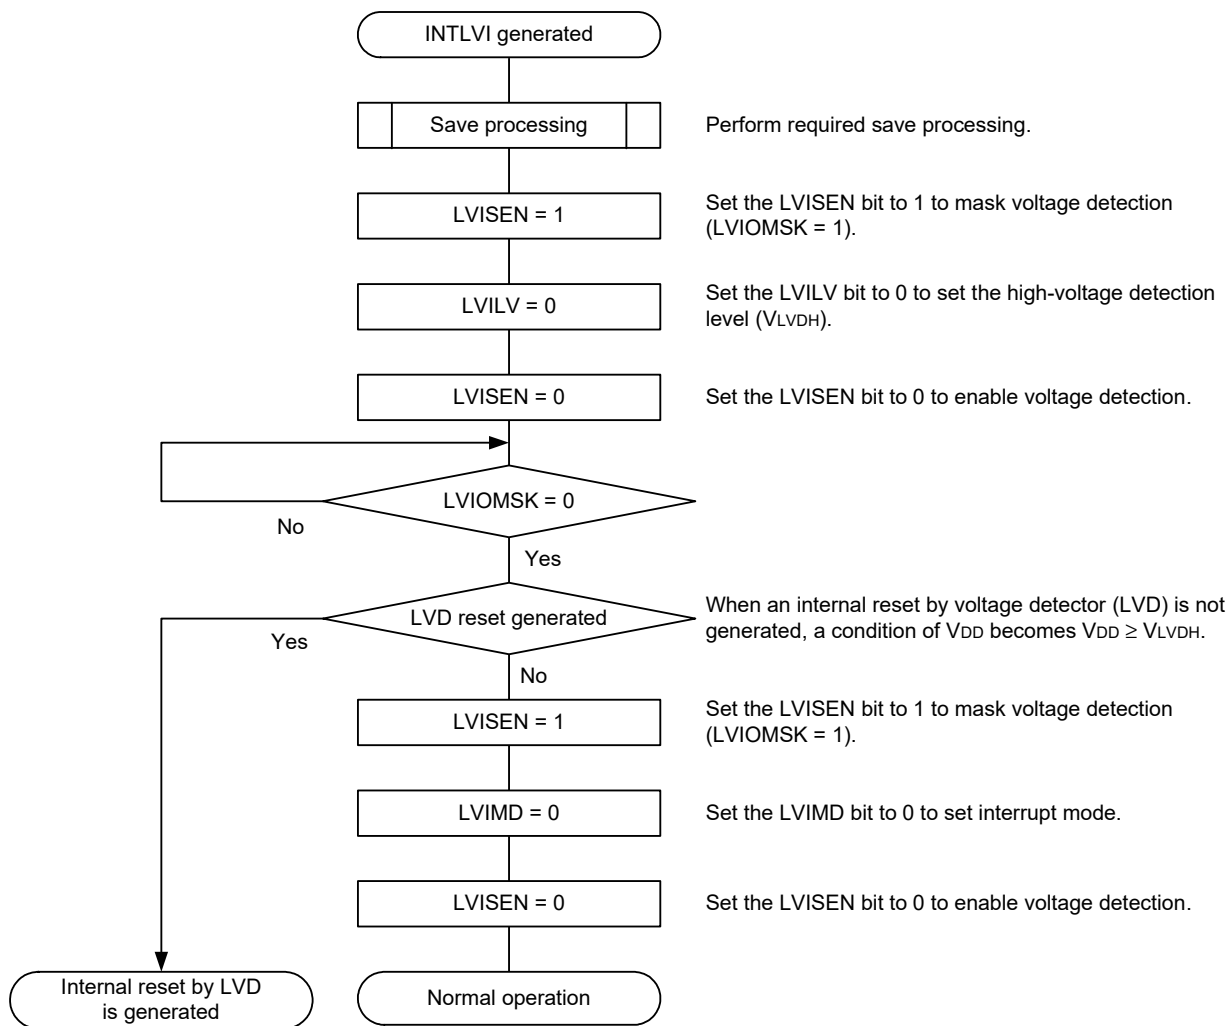 INTLVI generated
Save processing
Perform required save processing.
LVISEN = 1
Set the LVISEN bit to 1 to mask voltage detection
(LVIOMSK = 1).
LVILV = 0
Set the LVILV bit to 0 to set the high-voltage detection
level (VLVDH).
LVISEN = 0
Set the LVISEN bit to 0 to enable voltage detection.
LVIOMSK = 0
No
Yes
LVD reset generated
When an internal reset by voltage detector (LVD) is not
generated, a condition of VDD becomes VDD ≥ VLVDH.
Yes
No
LVISEN = 1
Set the LVISEN bit to 1 to mask voltage detection
(LVIOMSK = 1).
LVIMD = 0
Set the LVIMD bit to 0 to set interrupt mode.
LVISEN = 0
Set the LVISEN bit to 0 to enable voltage detection.
Internal reset by LVD
is generated
Normal operation